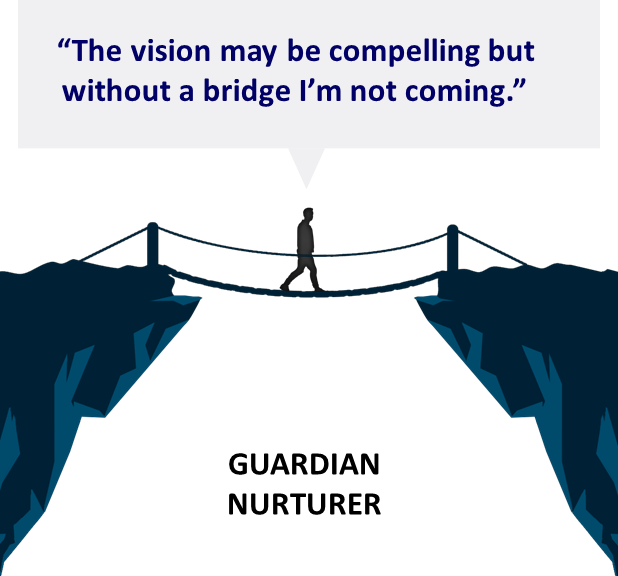 “The vision may be compelling but
without a bridge I’m not coming.”
GUARDIAN
NURTURER